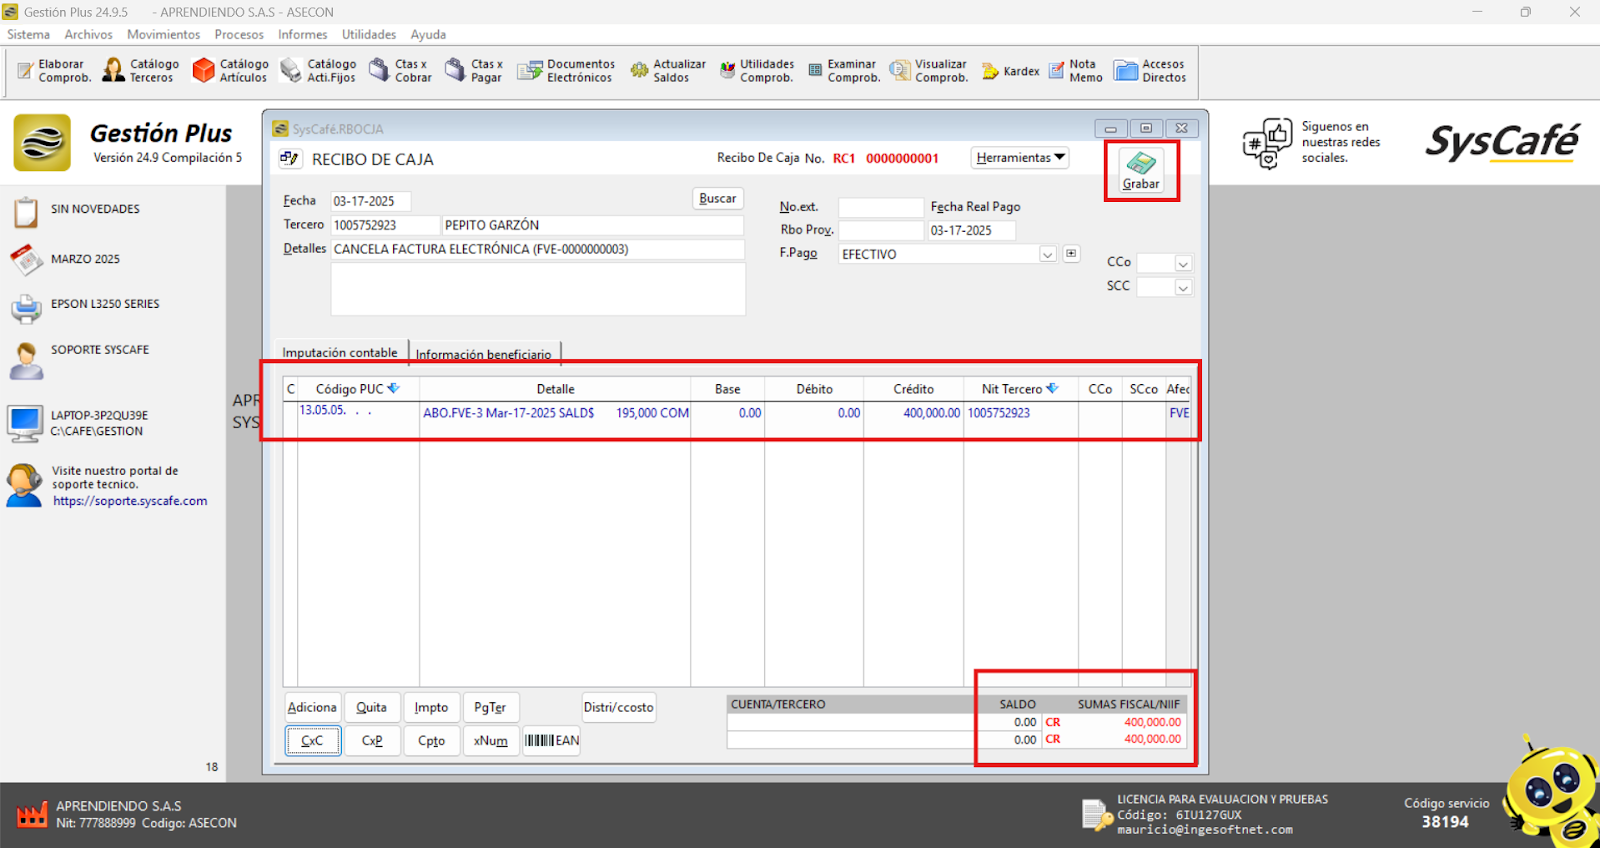 Gestión Plus 24.9.5 - APRENDIENDO S.A.S - ASECON
Sistema Archivos Movimientos Procesos Informes Utilidades Ayuda
Elaborar Comprob.
Catálogo Terceros
Catálogo Artículos
Catálogo Acti.Fijos
Ctas x Cobrar
Ctas x Pagar
Documentos Electrónicos
Actualizar Saldos
Utilidades Comprob.
Examinar Comprob.
Visualizar Comprob.
Kardex
Nota Memo
Accesos Directos
Gestión Plus
Versión 24.9 Compilación 5
Siguenos en
nuestras redes
sociales.
SysCafé
SIN NOVEDADES
MARZO 2025
EPSON L3250 SERIES
SOPORTE SYSCAFE
LAPTOP-3P2QU39E
C:\CAFE\GESTION
Visite nuestro portal de
soporte tecnico.
https://soporte.syscafe.com
18
APR
SYS
SysCafé.RBOCJA
RECIBO DE CAJA
Recibo De Caja No. RC1 0000000001
Herramientas
Grabar
Fecha 03-17-2025
Buscar
Tercero 1005752923 PEPITO GARZÓN
Detalles CANCELA FACTURA ELECTRÓNICA (FVE-0000000003)
No.ext.
Fecha Real Pago
Rbo Prov.
03-17-2025
F.Pago EFECTIVO
CCo
SCC
Imputación contable Información beneficiario
C Código PUC Detalle Base Débito Crédito Nit Tercero CCo SCco Afec
13.05.05. . . ABO.FVE-3 Mar-17-2025 SALD$ 195,000 COM 0.00 0.00 400,000.00 1005752923 FVE
Adiciona Quita Impto PgTer Distri/ccosto
CxC CxP Cpto xNum EAN
CUENTA/TERCERO SALDO SUMAS FISCAL/NIIF
0.00 CR 400,000.00
0.00 CR 400,000.00
APRENDIENDO S.A.S
Nit: 777888999 Codigo: ASECON
LICENCIA PARA EVALUACION Y PRUEBAS
Código: 6IU127GUX
mauricio@ingesoftnet.com
Código servicio
38194